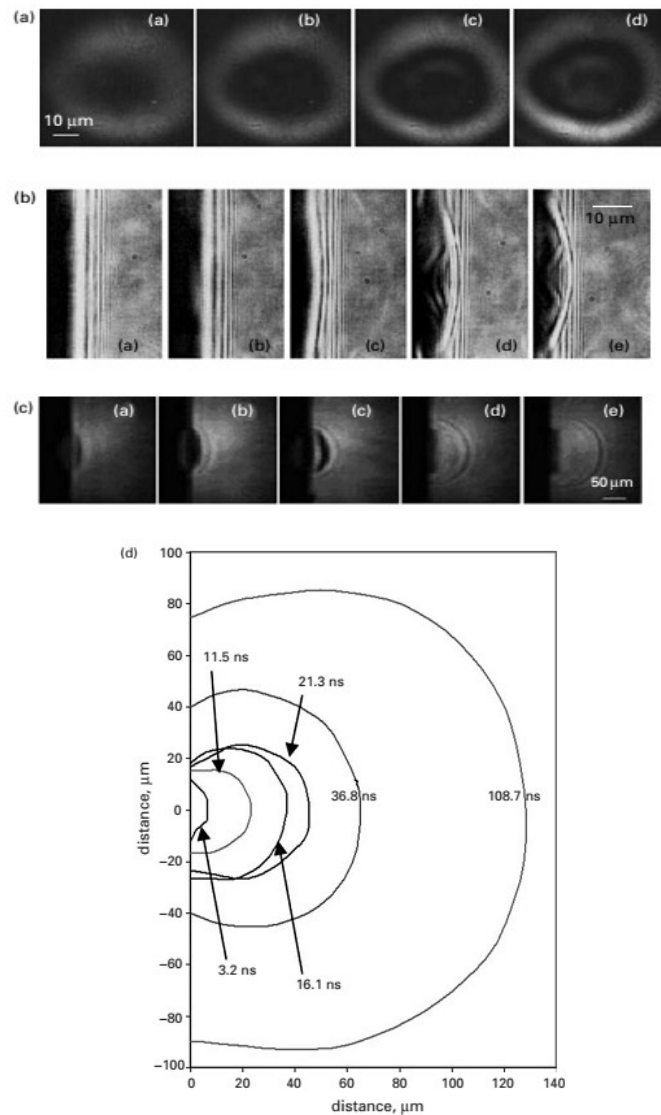 (a) (a) (b) (c) (d)
10 µm
(b) 10 µm
(a) (b) (c) (d) (e)
(c) (a) (b) (c) (d) (e)
50 µm
(d)
distance, µm
100
80
60
40
20
0
−20
−40
−60
−80
−100
11.5 ns
21.3 ns
36.8 ns 108.7 ns
3.2 ns
16.1 ns
0 20 40 60 80 100 120 140
distance, µm